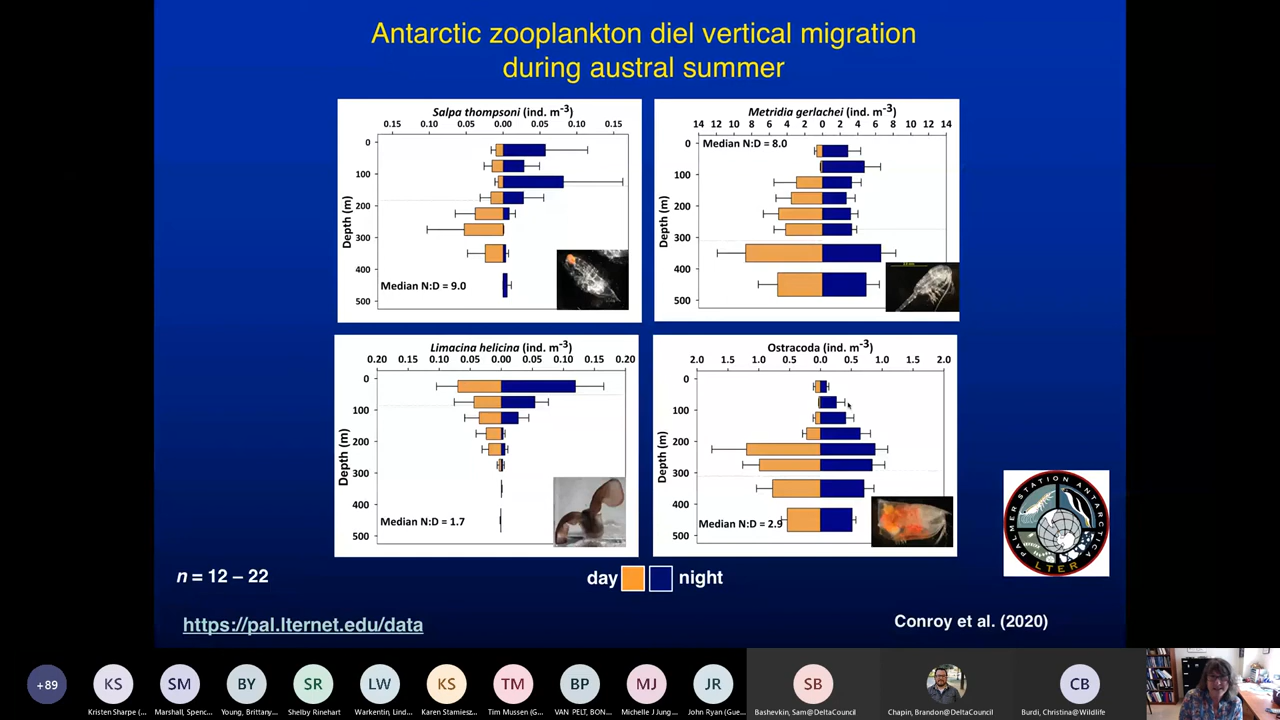 Antarctic zooplankton diel vertical migration
during austral summer
Salpa thompsoni (ind. m-3)
0.15 0.10 0.05 0.00 0.05 0.10 0.15
Depth (m)
0
100
200
300
400
500
Median N:D = 9.0
Metridia gerlachei (ind. m-3)
14 12 10 8 6 4 2 0 2 4 6 8 10 12 14
Depth (m)
0
100
200
300
400
500
Median N:D = 8.0
Limacina helicina (ind. m-3)
0.20 0.15 0.10 0.05 0.00 0.05 0.10 0.15 0.20
Depth (m)
0
100
200
300
400
500
Median N:D = 1.7
Ostracoda (ind. m-3)
2.0 1.5 1.0 0.5 0.0 0.5 1.0 1.5 2.0
Depth (m)
0
100
200
300
400
500
Median N:D = 2.9
PALMER STATION ANTARCTICA
LTER
n = 12 – 22
day night
https://pal.lternet.edu/data
Conroy et al. (2020)
+89 KS SM BY SR LW KS TM BP MJ JR SB CB
Kristen Sharpe (... Marshall, Spenc... Young, Brittany... Shelby Rinehart Warkentin, Lind... Karen Stamiesz... Tim Mussen (G... VAN PELT, BON... Michelle J Jung... John Ryan (Gue... Bashevkin, Sam@DeltaCouncil Chapin, Brandon@DeltaCouncil Burdi, Christina@Wildlife